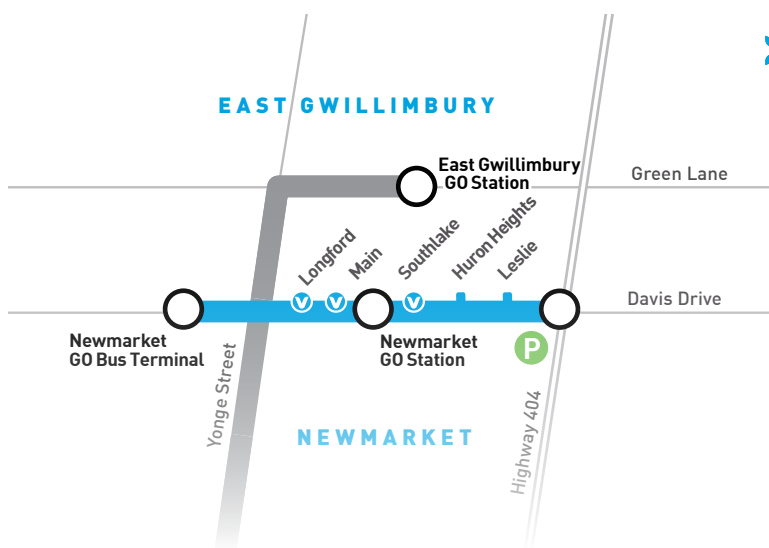 EAST GWILLIMBURY
East Gwillimbury
GO Station
Green Lane
Longford
Main
Southlake
Huron Heights
Leslie
Davis Drive
V
V
V
Newmarket
GO Bus Terminal
Newmarket
GO Station
P
Yonge Street
Highway 404
NEWMARKET